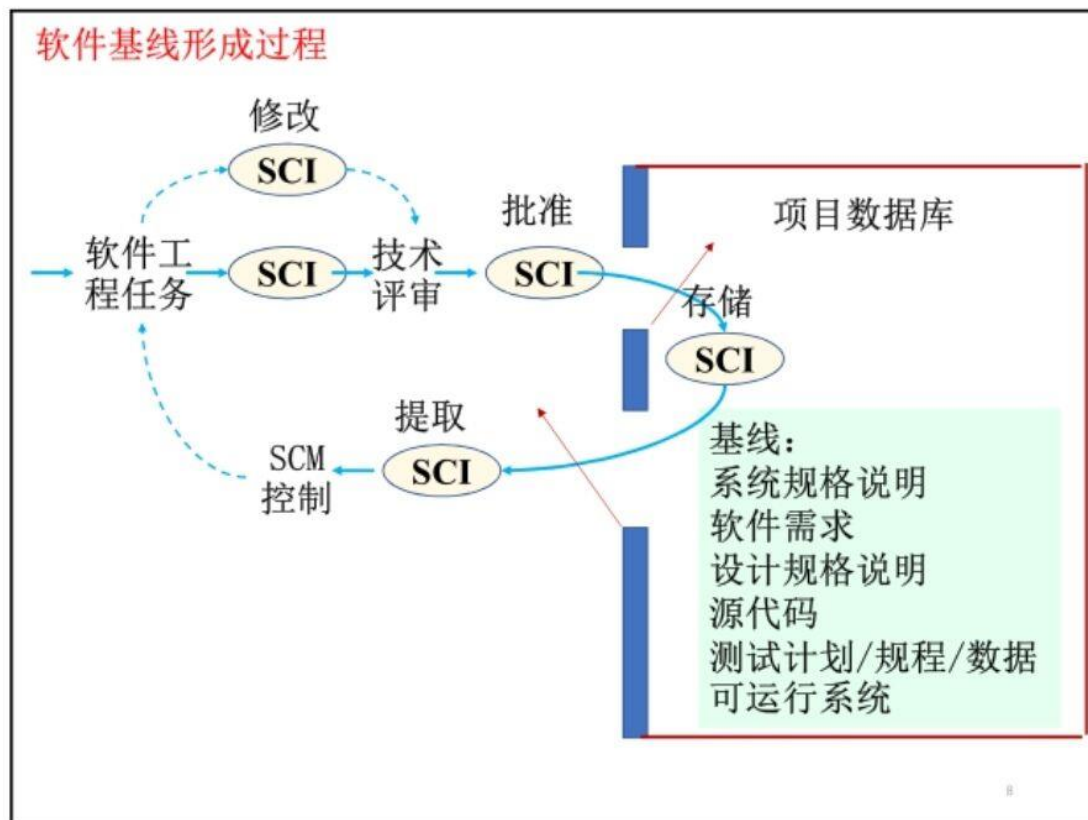 软件基线形成过程
修改
SCI
批准
项目数据库
软件工
程任务
SCI
技术
评审
SCI
存储
SCI
提取
SCI
SCM
控制
基线：
系统规格说明
软件需求
设计规格说明
源代码
测试计划/规程/数据
可运行系统
8